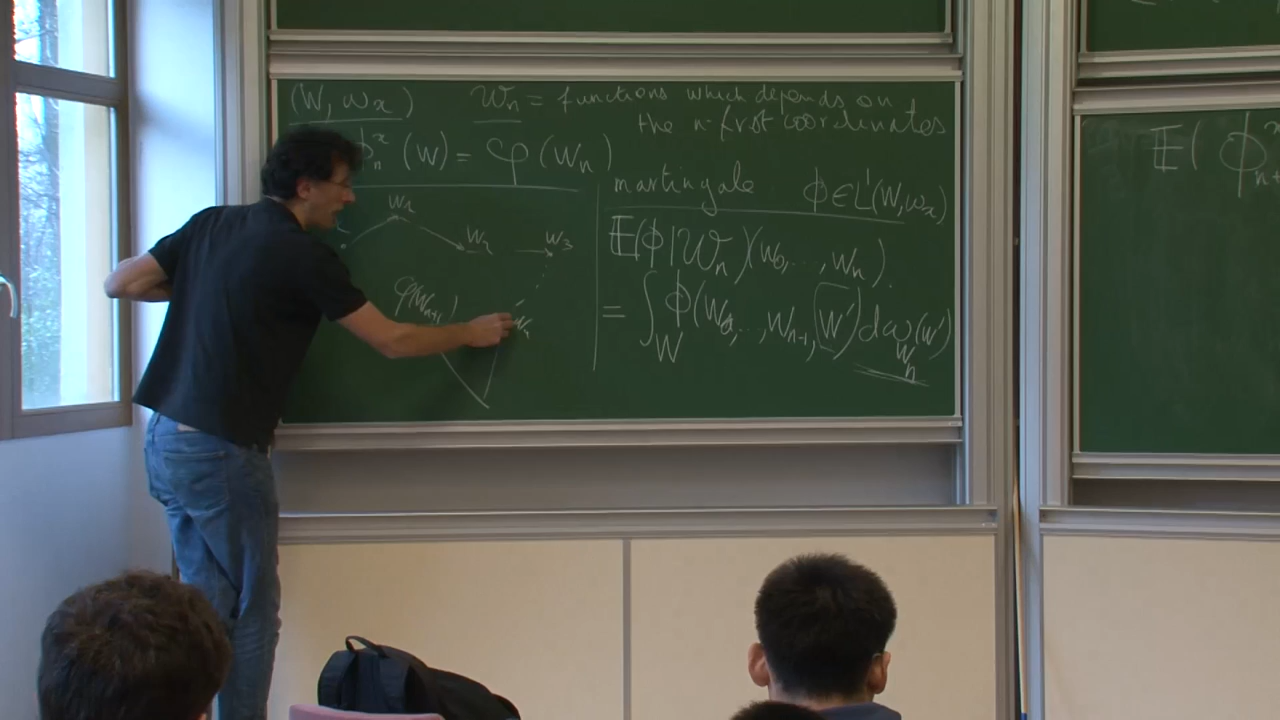 (W, ω_x) 𝒲_n = functions which depends on
the n-first coordinates
ϕ_n^x (W) = φ (W_n)
martingale ϕ ∈ L^1(W, ω_x)
W_1
W_2
W_3
φ(W_{n+1})
W_n
𝔼(ϕ | 𝒲_n)(W_0, ..., W_n).
= ∫_W ϕ(W_0, ..., W_{n-1}, W') dω_{W_n}(W')
𝔼( ϕ